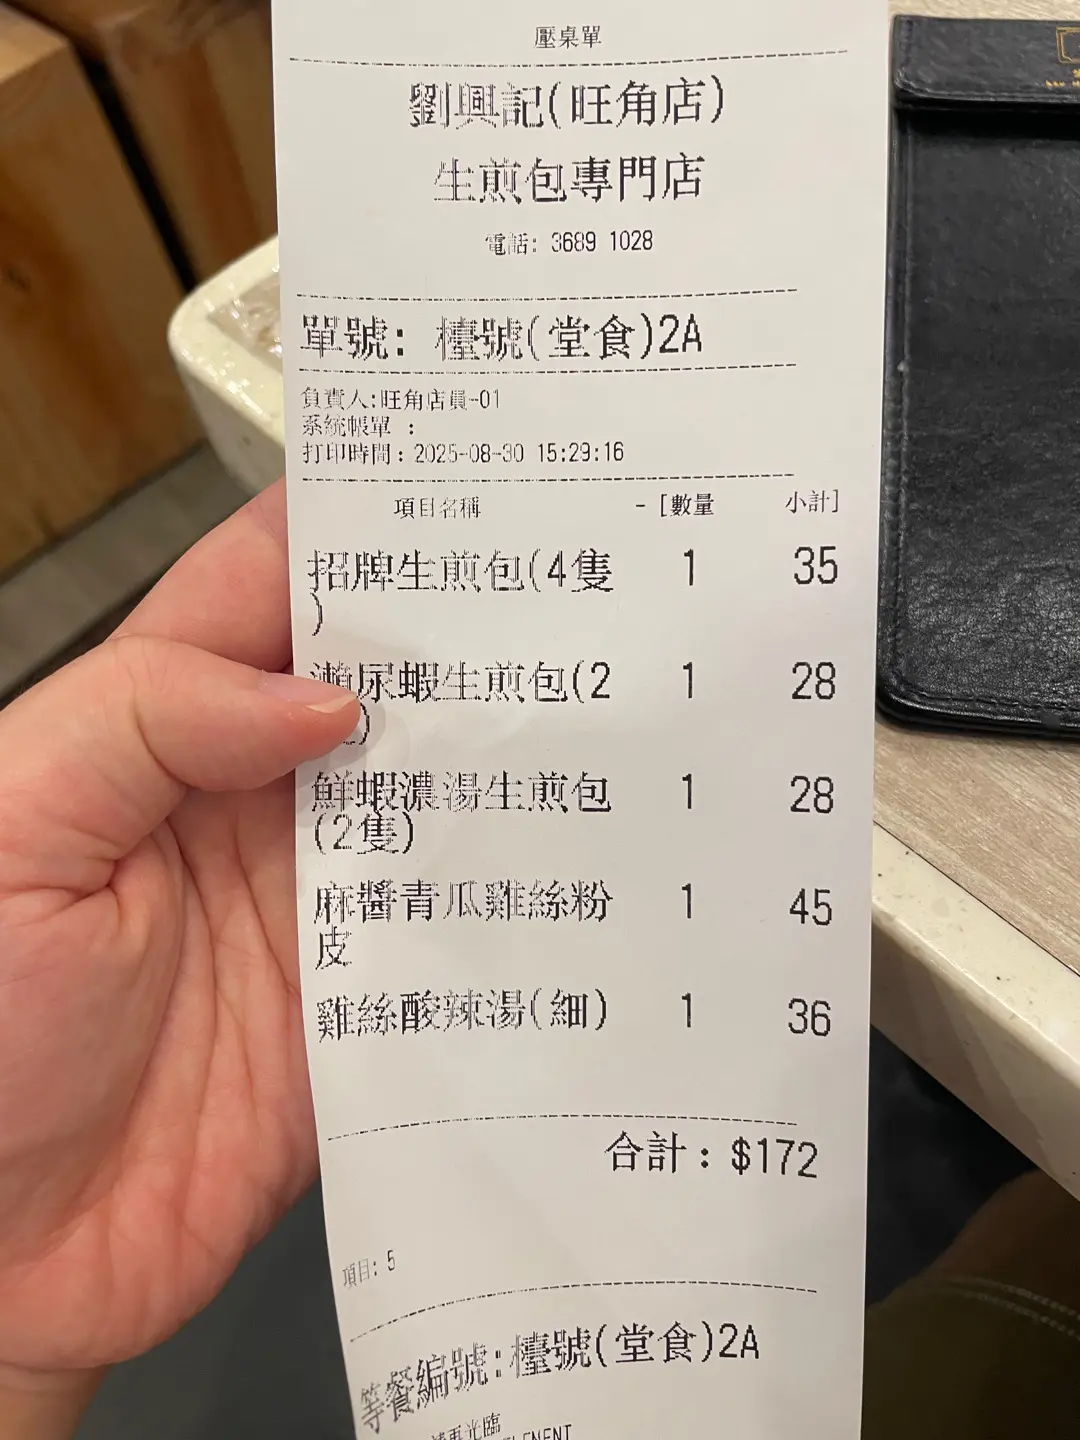 壓桌單
劉興記(旺角店)
生煎包專門店
電話: 3689 1028
單號: 檯號(堂食)2A
負責人:旺角店員-01
系統帳單 :
打印時間: 2025-08-30 15:29:16
項目名稱 - [數量 小計]
招牌生煎包(4隻 1 35
)
瀨尿蝦生煎包(2 1 28
)
鮮蝦濃湯生煎包 1 28
(2隻)
麻醬青瓜雞絲粉 1 45
皮
雞絲酸辣湯(細) 1 36
合計: $172
項目: 5
等餐編號:檯號(堂食)2A
請再光臨